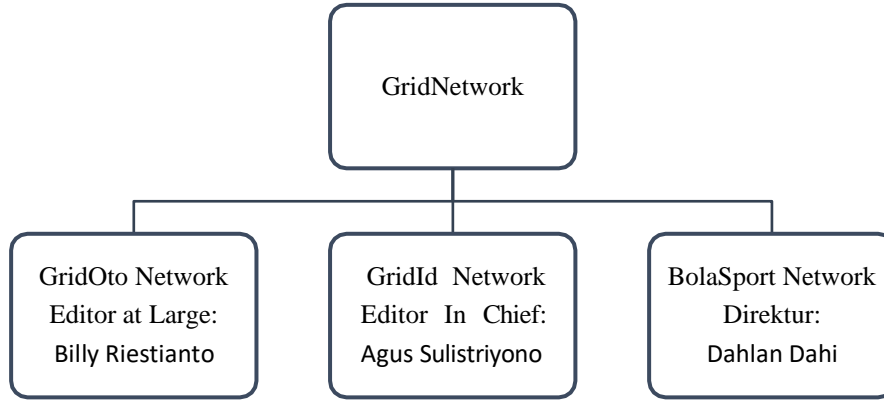 GridNetwork
GridOto Network
Editor at Large:
Billy Riestianto
GridId Network
Editor In Chief:
Agus Sulistriyono
BolaSport Network
Direktur:
Dahlan Dahi